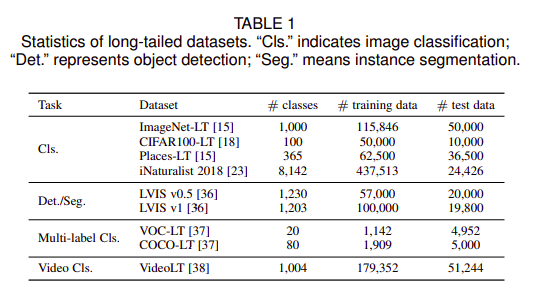 TABLE 1
Statistics of long-tailed datasets. “Cls.” indicates image classification;
“Det.” represents object detection; “Seg.” means instance segmentation.
Task Dataset # classes # training data # test data
Cls.
ImageNet-LT [15] 1,000 115,846 50,000
CIFAR100-LT [18] 100 50,000 10,000
Places-LT [15] 365 62,500 36,500
iNaturalist 2018 [23] 8,142 437,513 24,426
Det./Seg.
LVIS v0.5 [36] 1,230 57,000 20,000
LVIS v1 [36] 1,203 100,000 19,800
Multi-label Cls.
VOC-LT [37] 20 1,142 4,952
COCO-LT [37] 80 1,909 5,000
Video Cls. VideoLT [38] 1,004 179,352 51,244